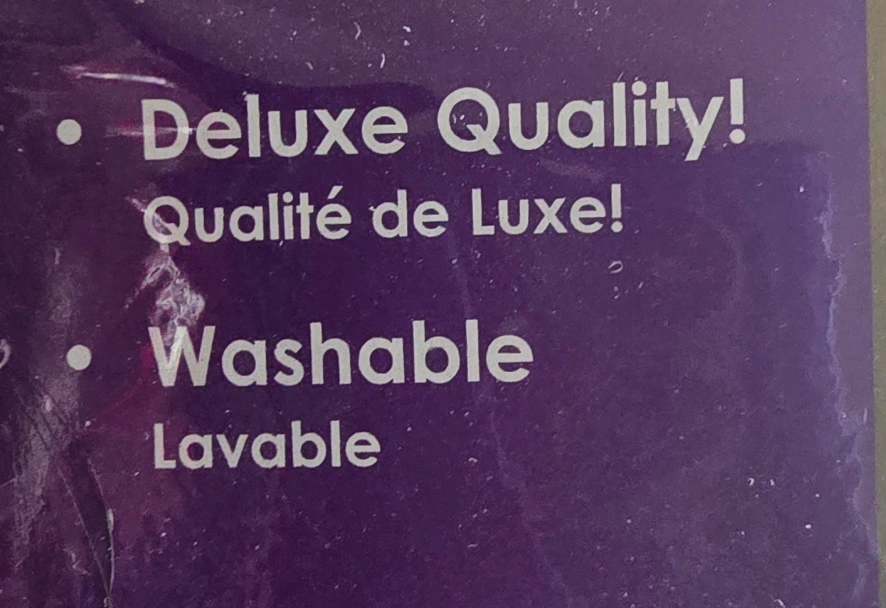 • Deluxe Quality!
Qualité de Luxe!
• Washable
Lavable